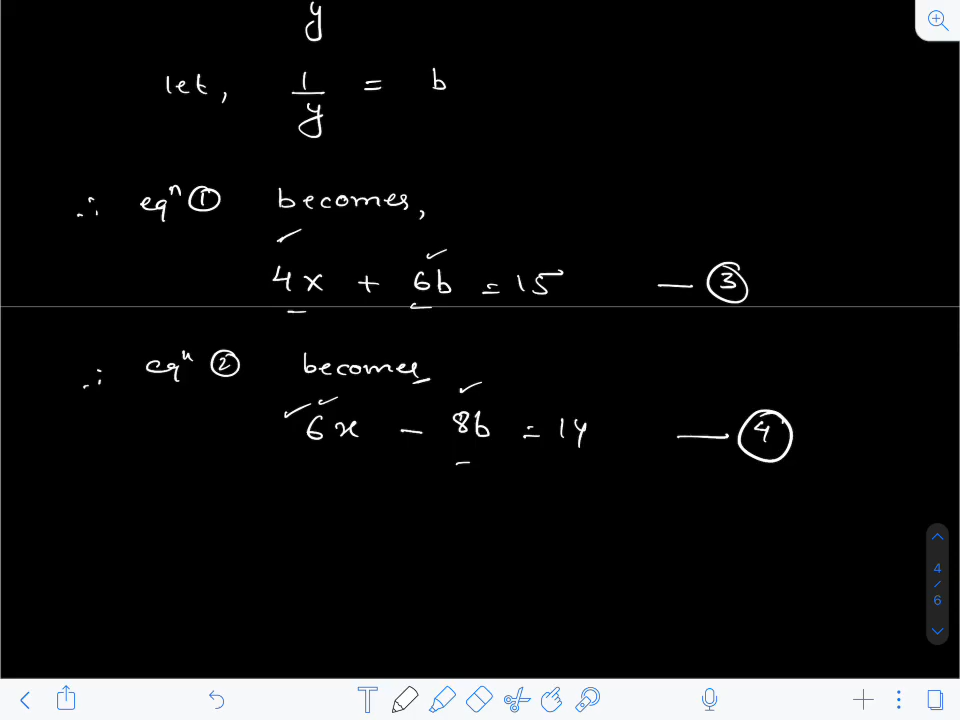 y
let, 1/y = b
∴ eqⁿ ① becomes,
4x + 6b = 15 — ③
∴ eqⁿ ② becomes
6x - 8b = 14 — ④
4
/
6
T